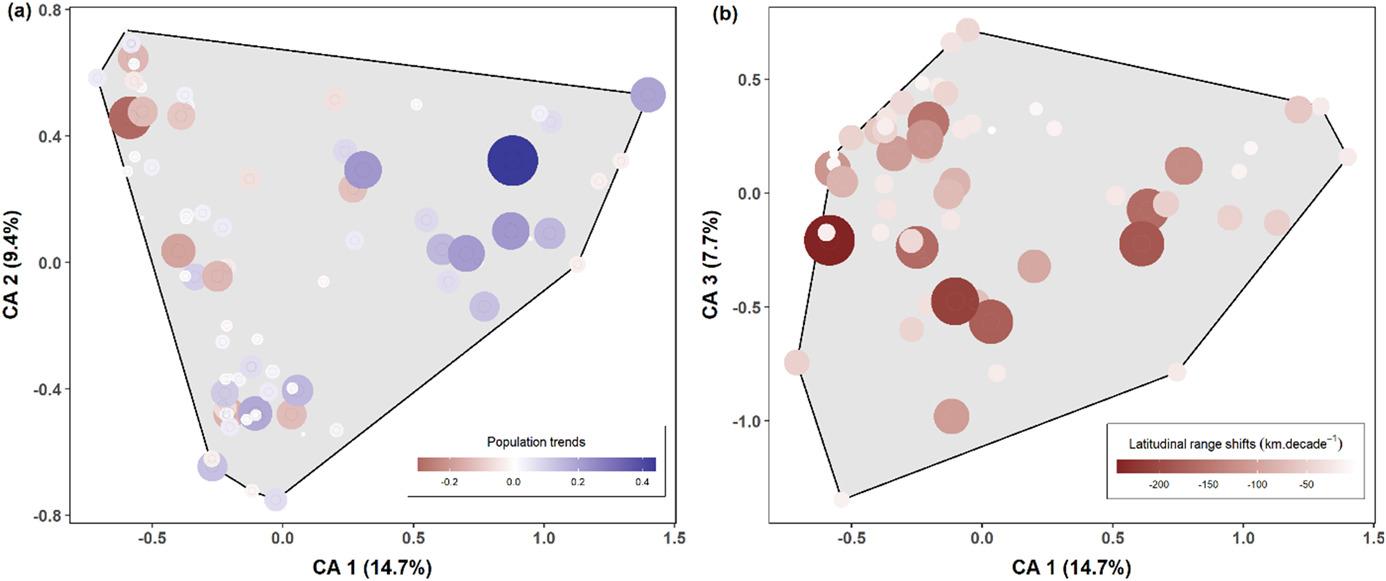 (a)
0.8
0.4
0.0
-0.4
-0.8
CA 2 (9.4%)
-0.5 0.0 0.5 1.0 1.5
CA 1 (14.7%)
Population trends
-0.2 0.0 0.2 0.4
(b)
0.5
0.0
-0.5
-1.0
CA 3 (7.7%)
-0.5 0.0 0.5 1.0 1.5
CA 1 (14.7%)
Latitudinal range shifts (km.decade⁻¹)
-200 -150 -100 -50